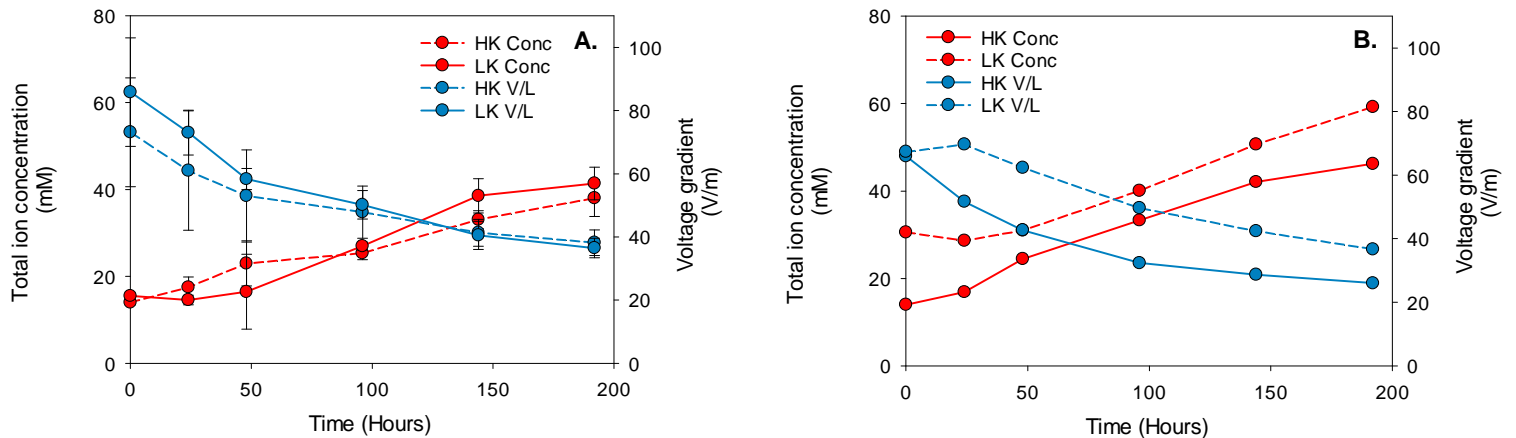 A.
HK Conc
LK Conc
HK V/L
LK V/L
Total ion concentration
(mM)
80
60
40
20
0
0
50
100
150
200
Time (Hours)
100
80
60
40
20
0
Voltage gradient
(V/m)
B.
HK Conc
LK Conc
HK V/L
LK V/L
Total ion concentration
(mM)
80
60
40
20
0
0
50
100
150
200
Time (Hours)
100
80
60
40
20
0
Voltage gradient
(V/m)